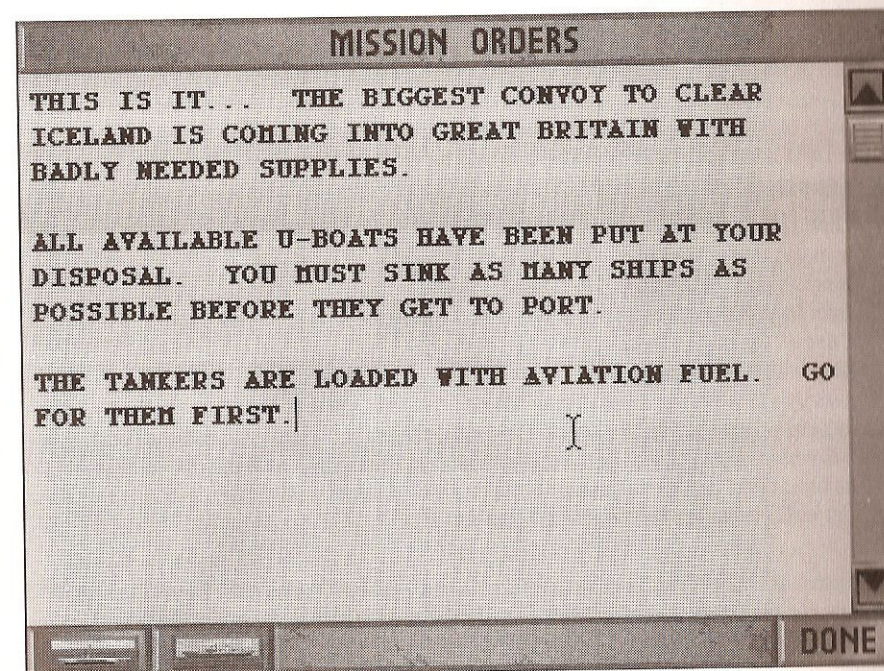 MISSION ORDERS
THIS IS IT... THE BIGGEST CONVOY TO CLEAR
ICELAND IS COMING INTO GREAT BRITAIN WITH
BADLY NEEDED SUPPLIES.
ALL AVAILABLE U-BOATS HAVE BEEN PUT AT YOUR
DISPOSAL. YOU MUST SINK AS MANY SHIPS AS
POSSIBLE BEFORE THEY GET TO PORT.
THE TANKERS ARE LOADED WITH AVIATION FUEL. GO
FOR THEM FIRST.
DONE